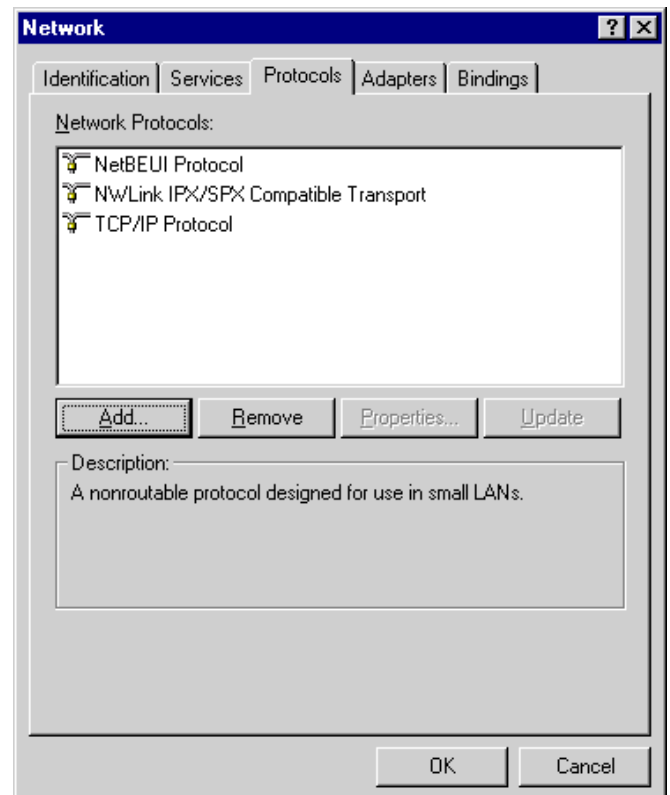 Network
Identification Services Protocols Adapters Bindings
Network Protocols:
NetBEUI Protocol
NWLink IPX/SPX Compatible Transport
TCP/IP Protocol
Add... Remove Properties... Update
Description:
A nonroutable protocol designed for use in small LANs.
OK Cancel